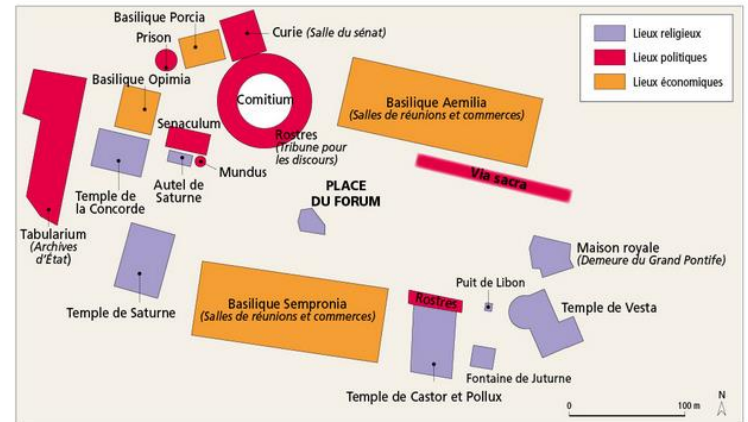 Basilique Porcia
Prison
Curie (Salle du sénat)
Basilique Opimia
Comitium
Senaculum
Rostres
(Tribune pour
les discours)
Mundus
Autel de
Saturne
Temple de
la Concorde
Tabularium
(Archives
d'État)
Temple de Saturne
Basilique Aemilia
(Salles de réunions et commerces)
Via sacra
PLACE
DU FORUM
Basilique Sempronia
(Salles de réunions et commerces)
Rostres
Puit de Libon
Maison royale
(Demeure du Grand Pontife)
Temple de Vesta
Fontaine de Juturne
Temple de Castor et Pollux
Lieux religieux
Lieux politiques
Lieux économiques
0
100 m
N